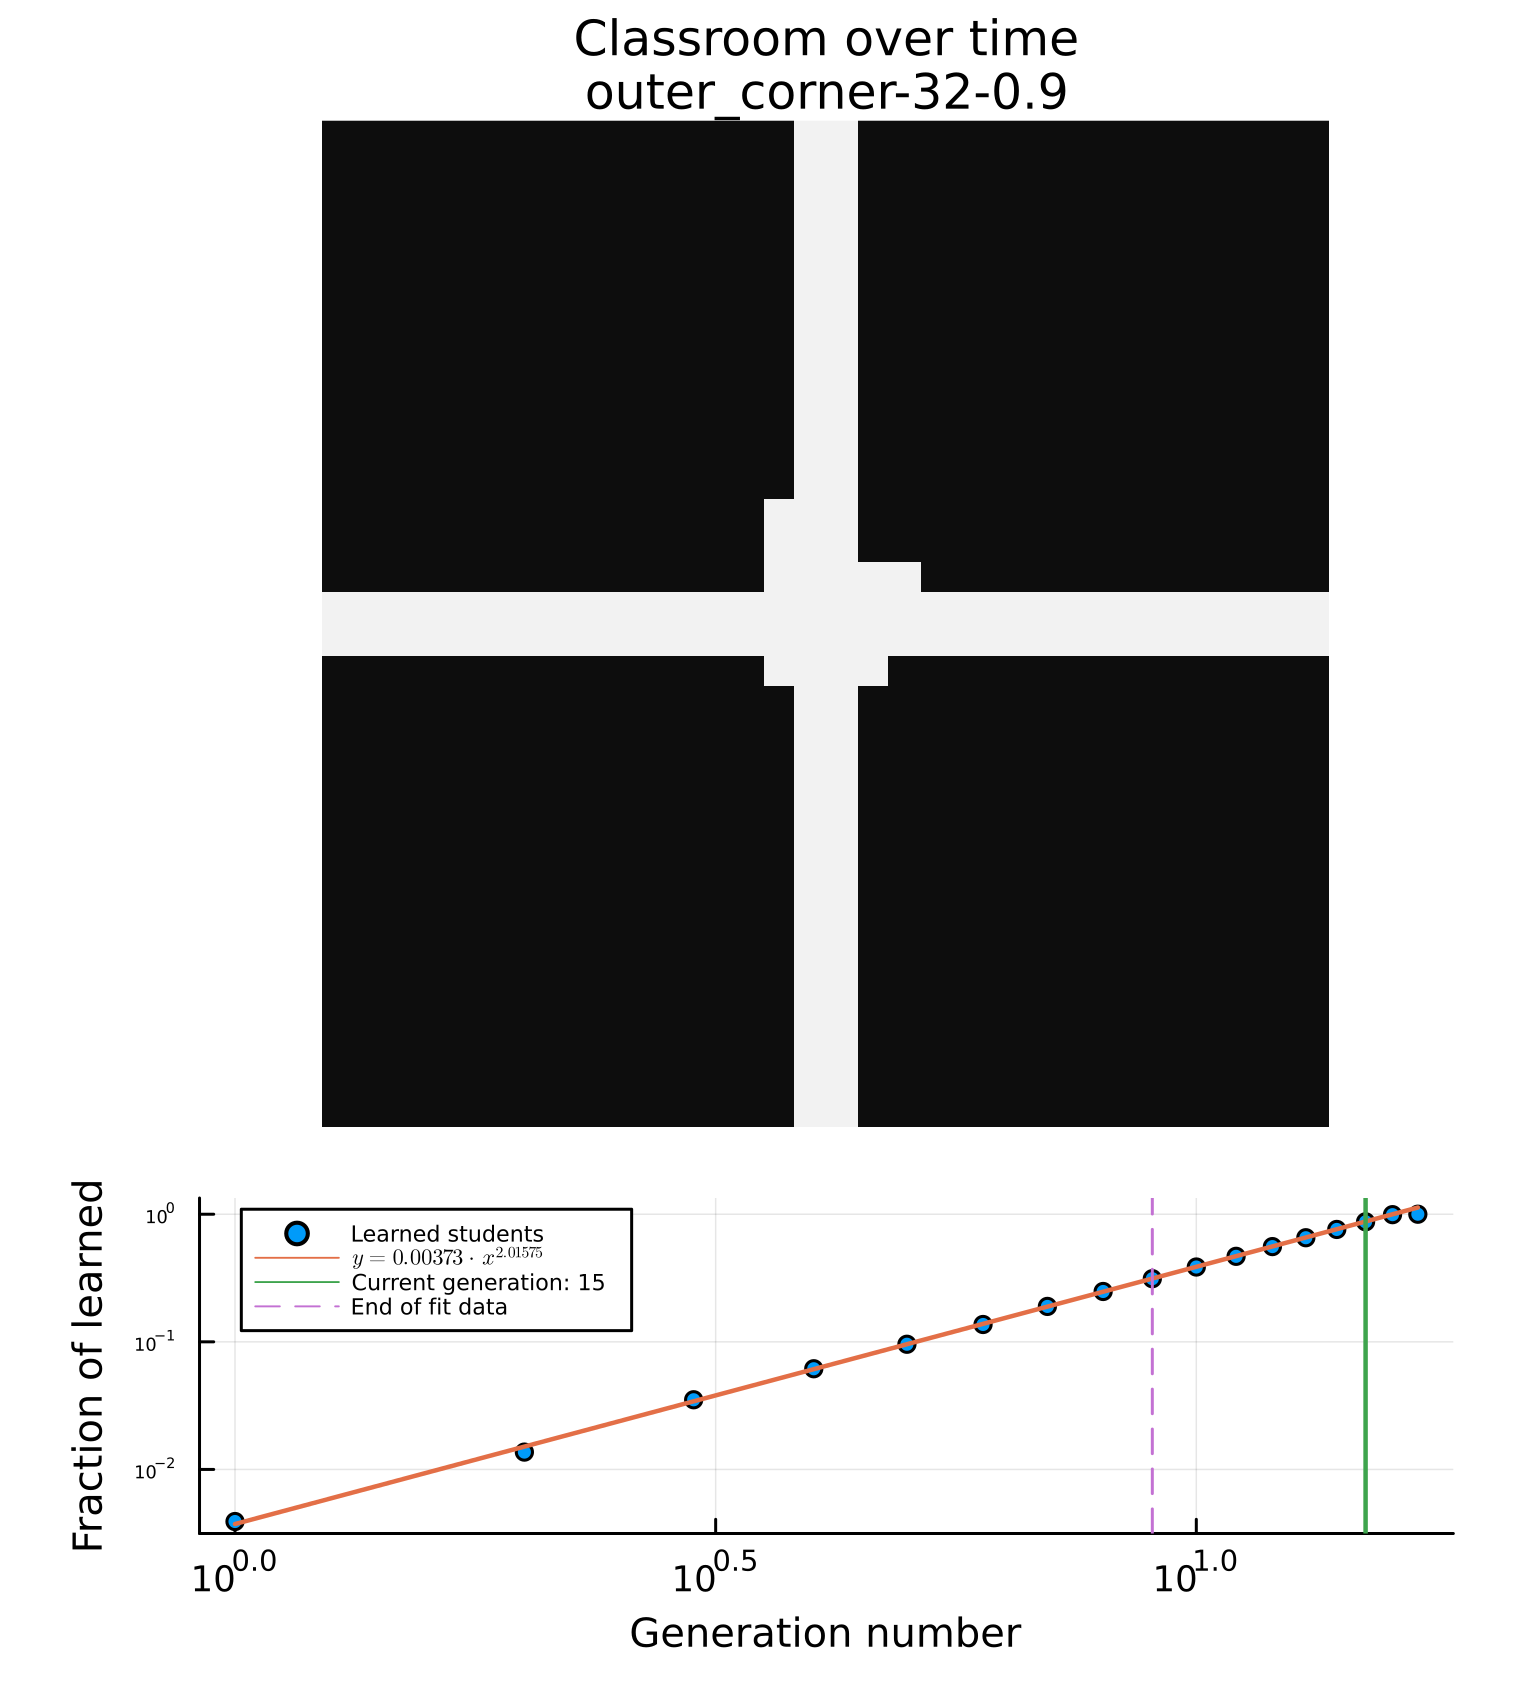 Classroom over time
outer_corner-32-0.9
Fraction of learned
10^0
10^-1
10^-2
Learned students
y = 0.00373 · x^2.01575
Current generation: 15
End of fit data
10^0.0
10^0.5
10^1.0
Generation number